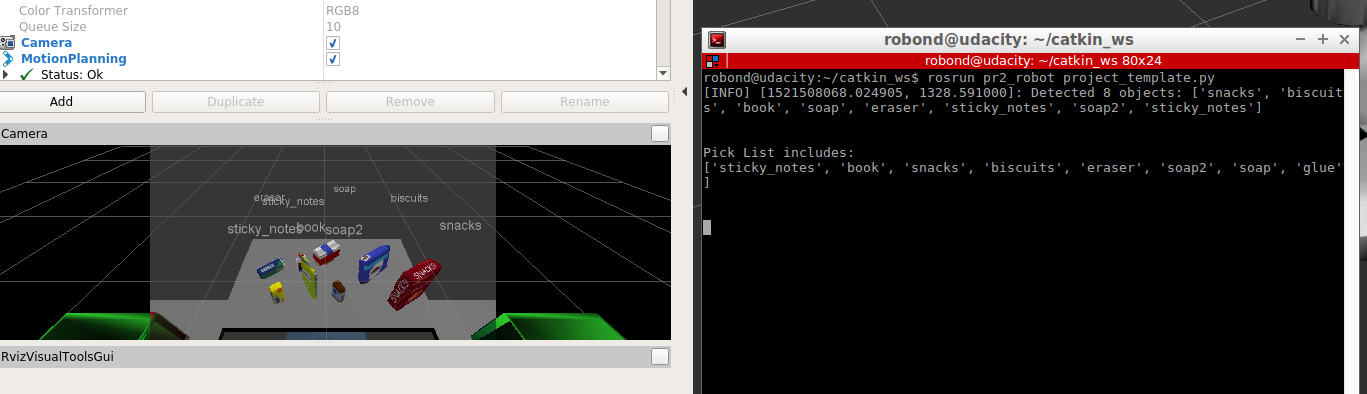 Color Transformer RGB8
Queue Size 10
Camera
MotionPlanning
Status: Ok
Add Duplicate Remove Rename
Camera
soap
eraser
sticky_notes
biscuits
sticky_notes
book
soap2
snacks
SNACKS!
SNACKS!
RvizVisualToolsGui
robond@udacity: ~/catkin_ws
robond@udacity: ~/catkin_ws 80x24
robond@udacity:~/catkin_ws$ rosrun pr2_robot project_template.py
[INFO] [1521508068.024905, 1328.591000]: Detected 8 objects: ['snacks', 'biscuit
s', 'book', 'soap', 'eraser', 'sticky_notes', 'soap2', 'sticky_notes']
Pick List includes:
['sticky_notes', 'book', 'snacks', 'biscuits', 'eraser', 'soap2', 'soap', 'glue'
]